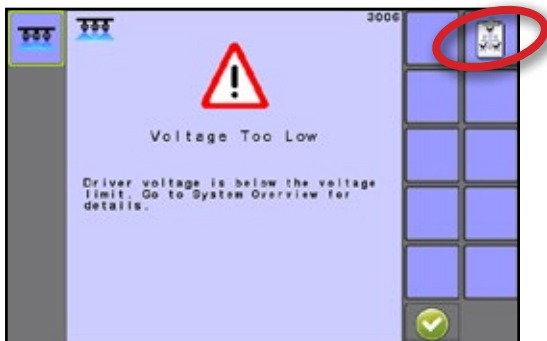 3006
Voltage Too Low
Driver voltage is below the voltage
limit. Go to System Overview for
details.